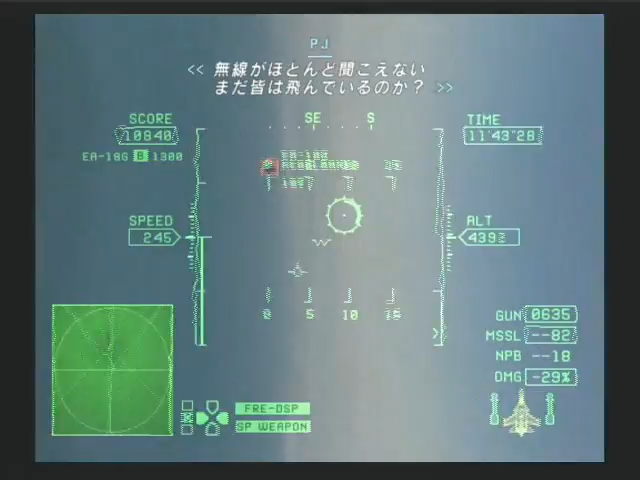 PJ
<< 無線がほとんど聞こえない
まだ皆は飛んでいるのか？ >>
SE S
SCORE
10840
EA-18G 1300
TIME
11'43"28
SPEED
245
ALT
439
0 5 10 15
GUN 0635
MSSL --82
NPB --18
DMG -29%
FRE-DSP
SP WEAPON